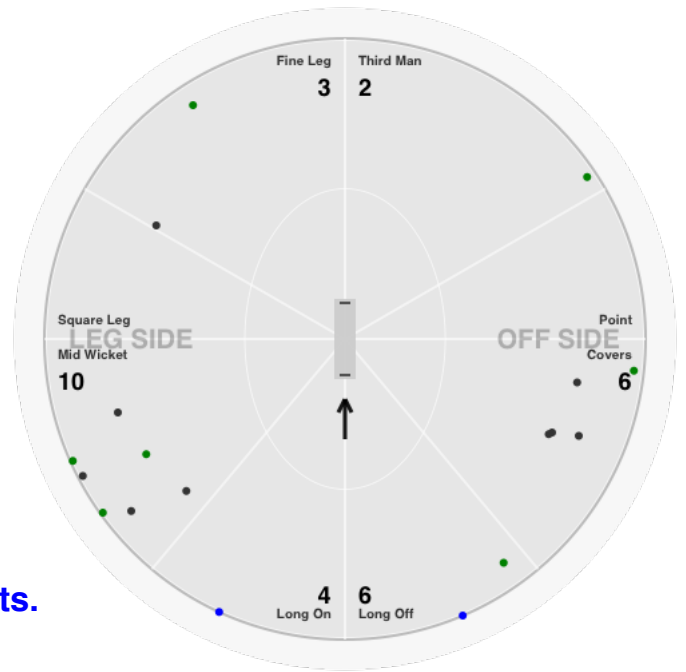 Fine Leg
3
Third Man
2
Square Leg
LEG SIDE
Mid Wicket
10
Point
OFF SIDE
Covers
6
ts.
4
Long On
6
Long Off